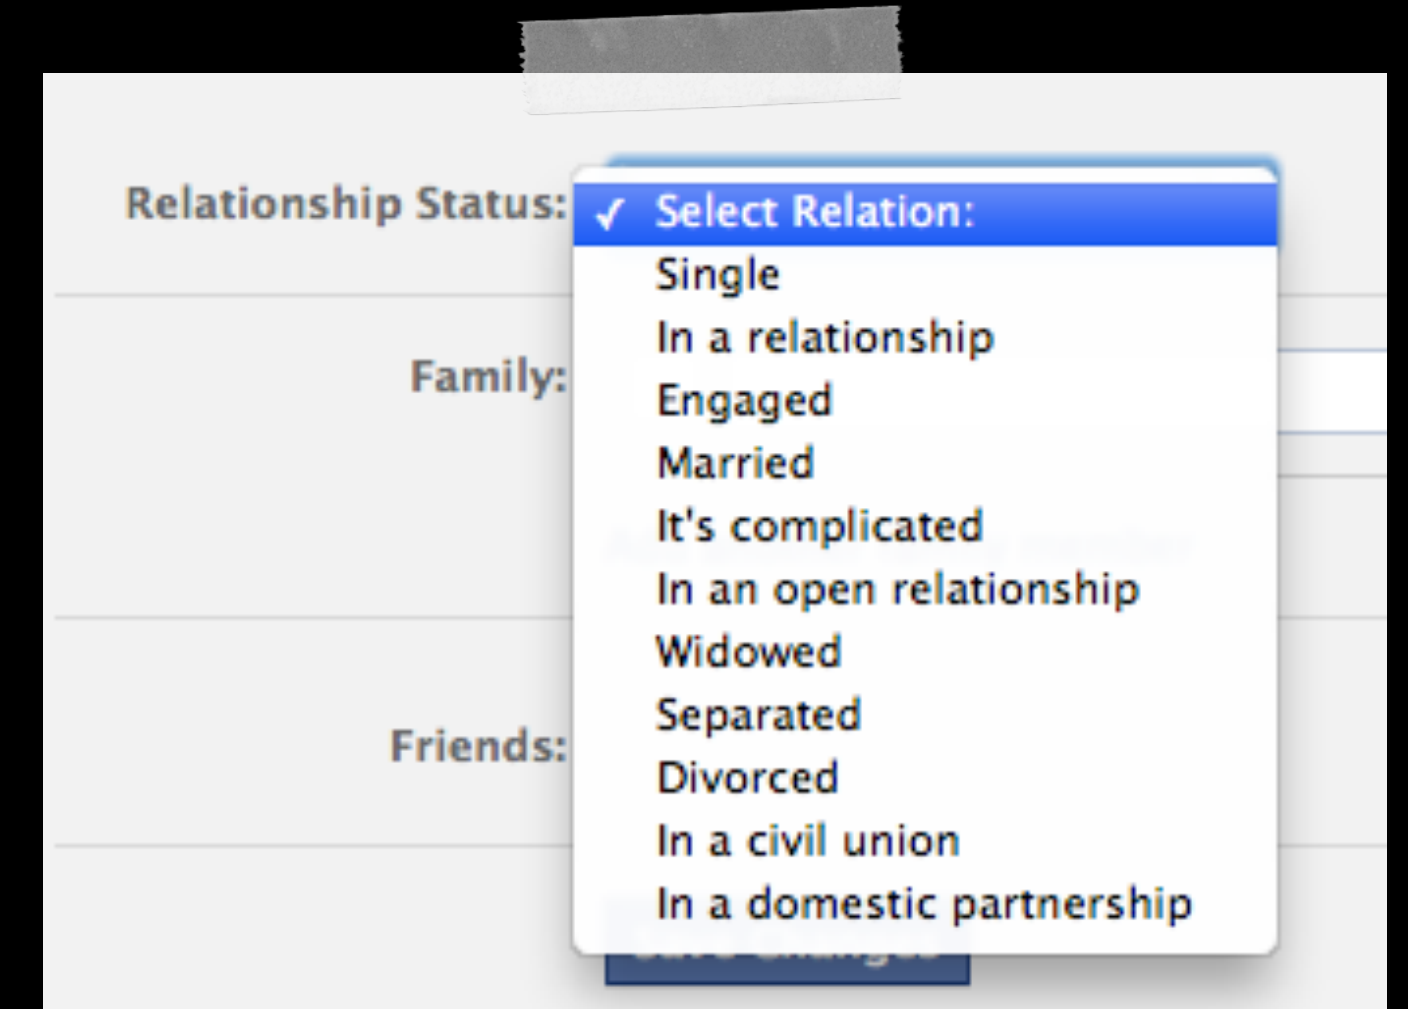 Relationship Status:
✓ Select Relation:
Single
In a relationship
Family:
Engaged
Married
It's complicated
In an open relationship
Widowed
Separated
Friends:
Divorced
In a civil union
In a domestic partnership